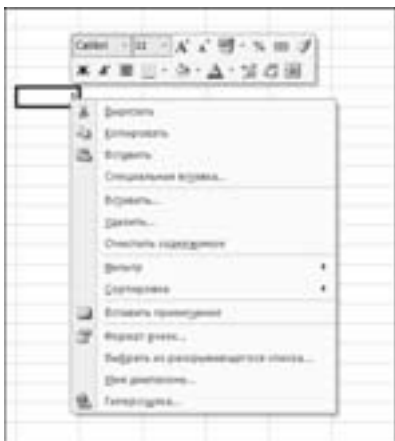 Calibri 11
Вырезать
Копировать
Вставить
Специальная вставка...
Вставить...
Удалить...
Очистить содержимое
Фильтр
Сортировка
Вставить примечание
Формат ячеек...
Выбрать из раскрывающегося списка...
Имя диапазона...
Гиперссылка...